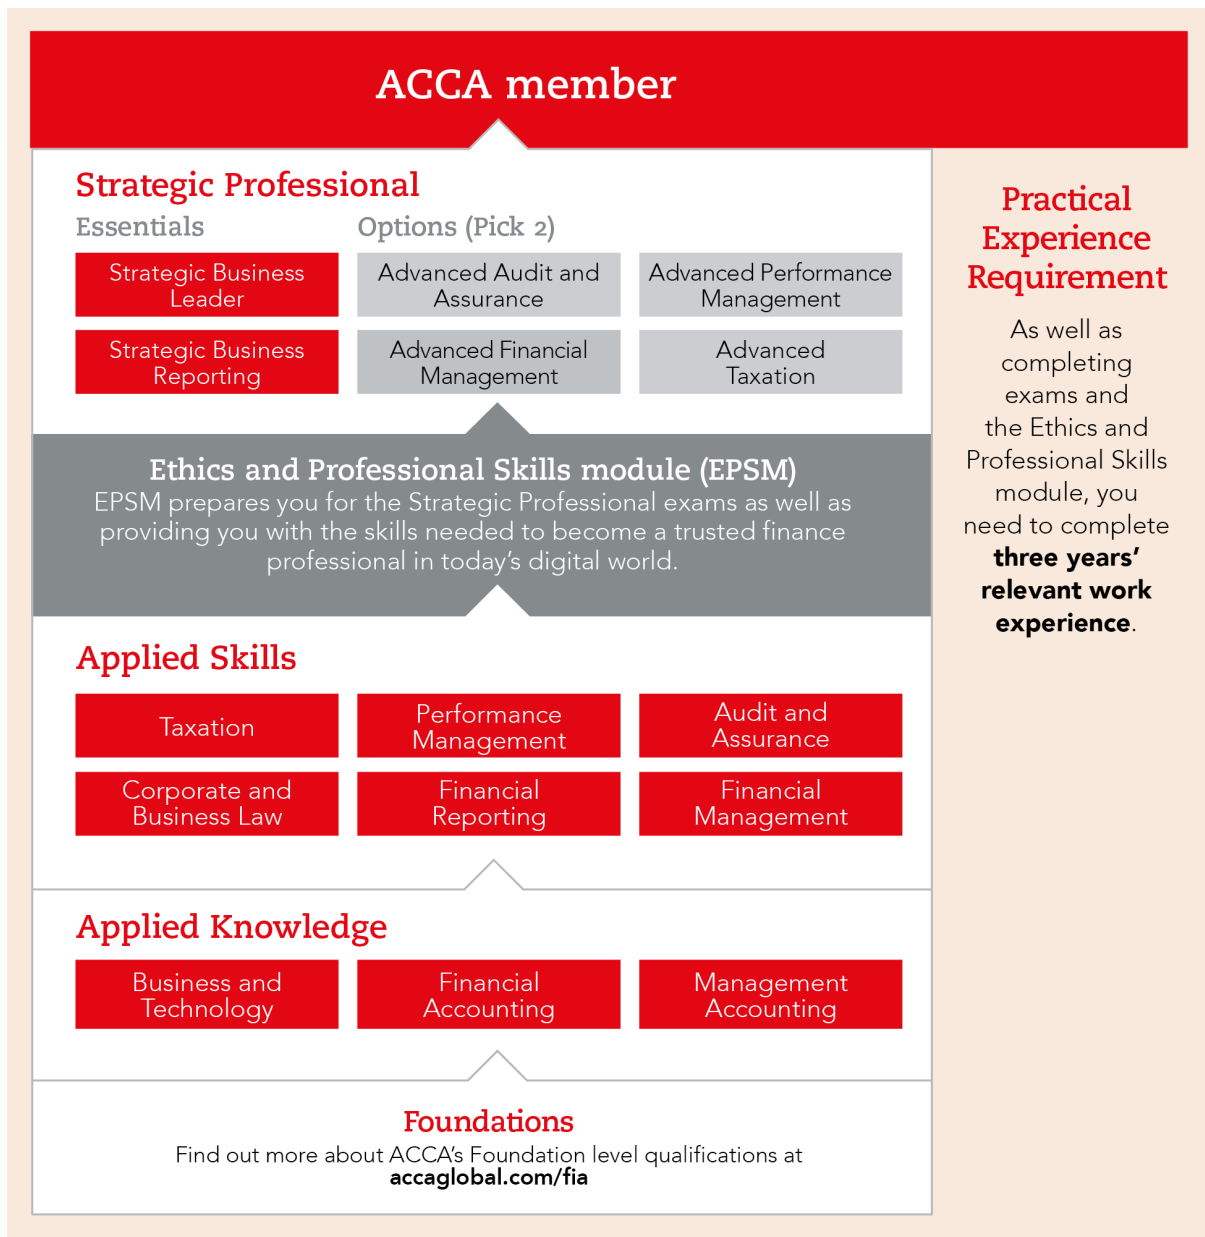 ACCA member
Strategic Professional
Essentials
Options (Pick 2)
Strategic Business
Leader
Advanced Audit and
Assurance
Advanced Performance
Management
Strategic Business
Reporting
Advanced Financial
Management
Advanced
Taxation
Ethics and Professional Skills module (EPSM)
EPSM prepares you for the Strategic Professional exams as well as
providing you with the skills needed to become a trusted finance
professional in today's digital world.
Applied Skills
Taxation
Performance
Management
Audit and
Assurance
Corporate and
Business Law
Financial
Reporting
Financial
Management
Applied Knowledge
Business and
Technology
Financial
Accounting
Management
Accounting
Foundations
Find out more about ACCA's Foundation level qualifications at
accaglobal.com/fia
Practical
Experience
Requirement
As well as
completing
exams and
the Ethics and
Professional Skills
module, you
need to complete
three years'
relevant work
experience.